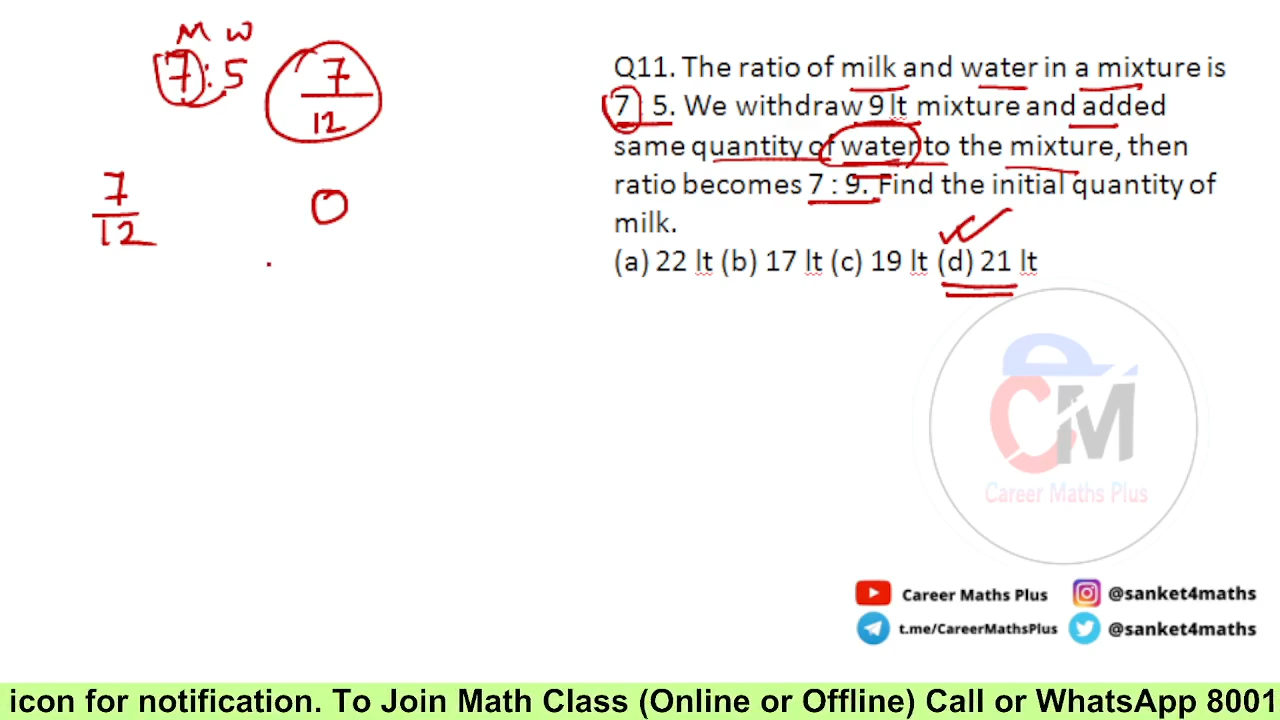 M W
7 : 5
7
12
7
12
0
Q11. The ratio of milk and water in a mixture is
7 : 5. We withdraw 9 lt mixture and added
same quantity of water to the mixture, then
ratio becomes 7 : 9. Find the initial quantity of
milk.
(a) 22 lt (b) 17 lt (c) 19 lt (d) 21 lt
CM
Career Maths Plus
Career Maths Plus @sanket4maths
t.me/CareerMathsPlus @sanket4maths
icon for notification. To Join Math Class (Online or Offline) Call or WhatsApp 8001